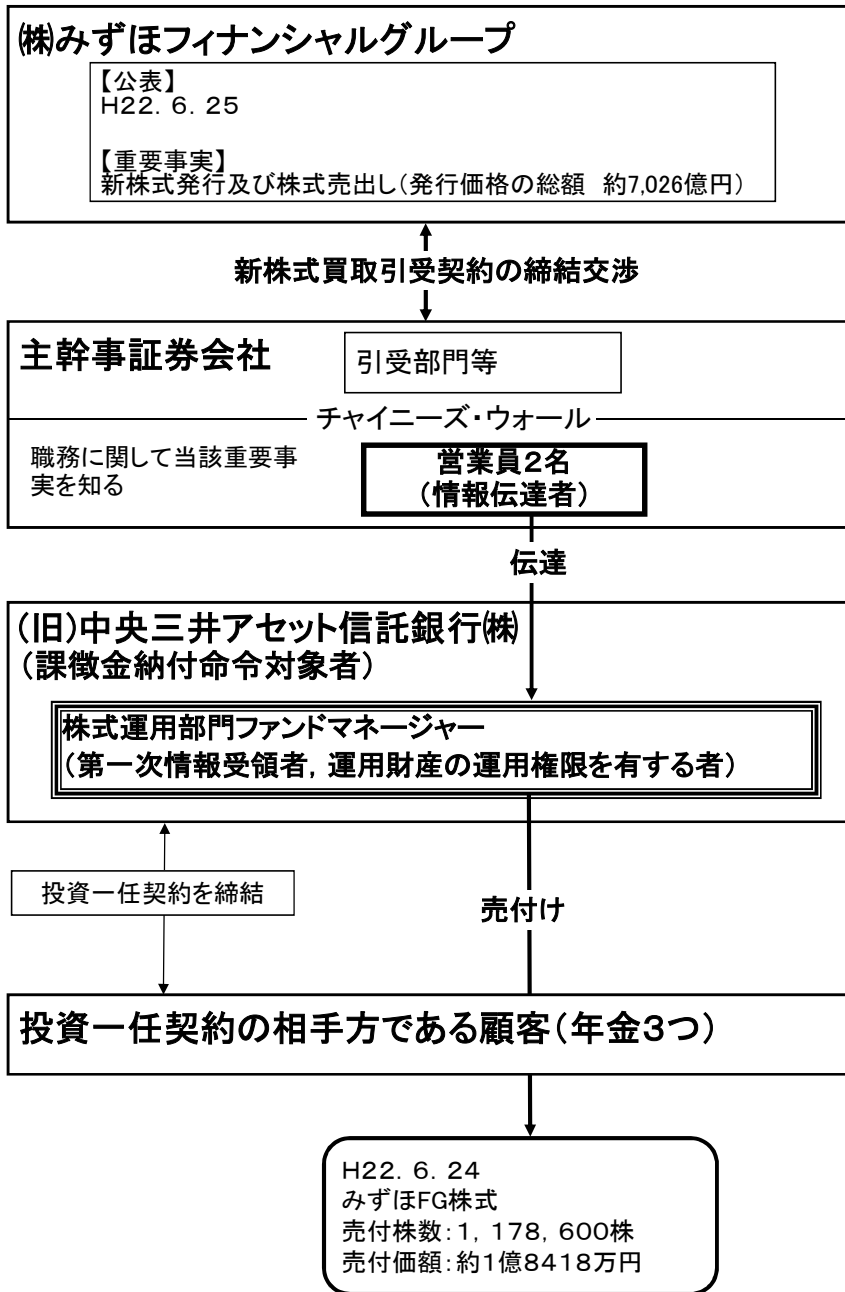 ㈱みずほフィナンシャルグループ
【公表】
H22．6．25
【重要事実】
新株式発行及び株式売出し（発行価格の総額　約7,026億円）
新株式買取引受契約の締結交渉
主幹事証券会社
引受部門等
チャイニーズ・ウォール
職務に関して当該重要事
実を知る
営業員２名
（情報伝達者）
伝達
（旧）中央三井アセット信託銀行㈱
（課徴金納付命令対象者）
株式運用部門ファンドマネージャー
（第一次情報受領者，運用財産の運用権限を有する者）
投資一任契約を締結
売付け
投資一任契約の相手方である顧客（年金３つ）
H22．6．24
みずほFG株式
売付株数：１，１７８，６００株
売付価額：約１億８４１８万円